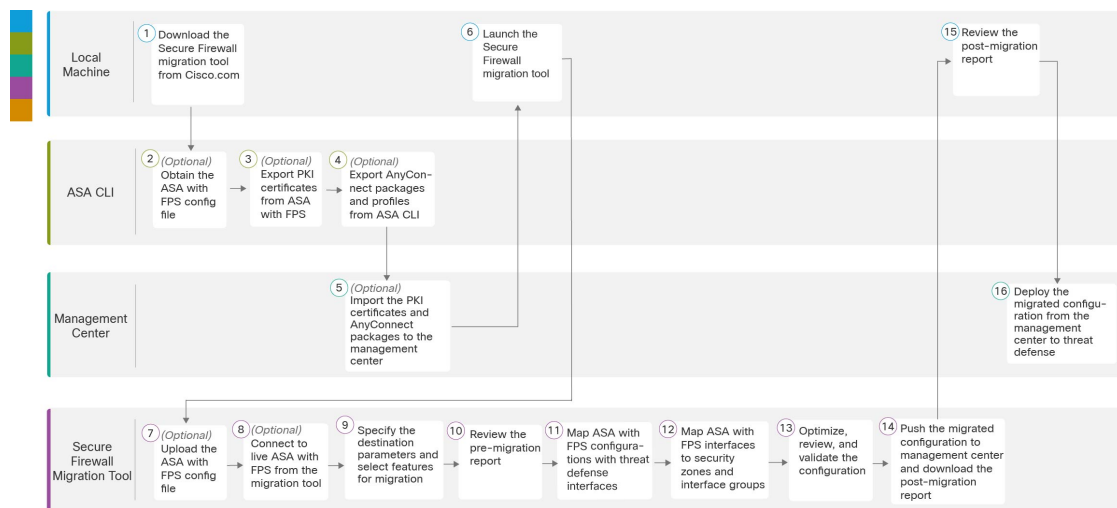 Local
Machine
1
Download the
Secure Firewall
migration tool
from Cisco.com
6
Launch the
Secure
Firewall
migration tool
15
Review the
post-migration
report
ASA CLI
2
(Optional)
Obtain the
ASA with
FPS config
file
3
(Optional)
Export PKI
certificates
from ASA
with FPS
4
(Optional)
Export AnyCon-
nect packages
and profiles
from ASA CLI
Management
Center
5
(Optional)
Import the PKI
certificates and
AnyConnect
packages to the
management
center
16
Deploy the
migrated configu-
ration from the
management
center to threat
defense
Secure
Firewall
Migration Tool
7
(Optional)
Upload the
ASA with
FPS config
file
8
(Optional)
Connect to
live ASA with
FPS from the
migration tool
9
Specify the
destination
parameters and
select features
for migration
10
Review the
pre-migration
report
11
Map ASA with
FPS configura-
tions with threat
defense
interfaces
12
Map ASA with
FPS interfaces
to security
zones and
interface groups
13
Optimize,
review, and
validate the
configuration
14
Push the migrated
configuration to
management center
and download the
post-migration
report